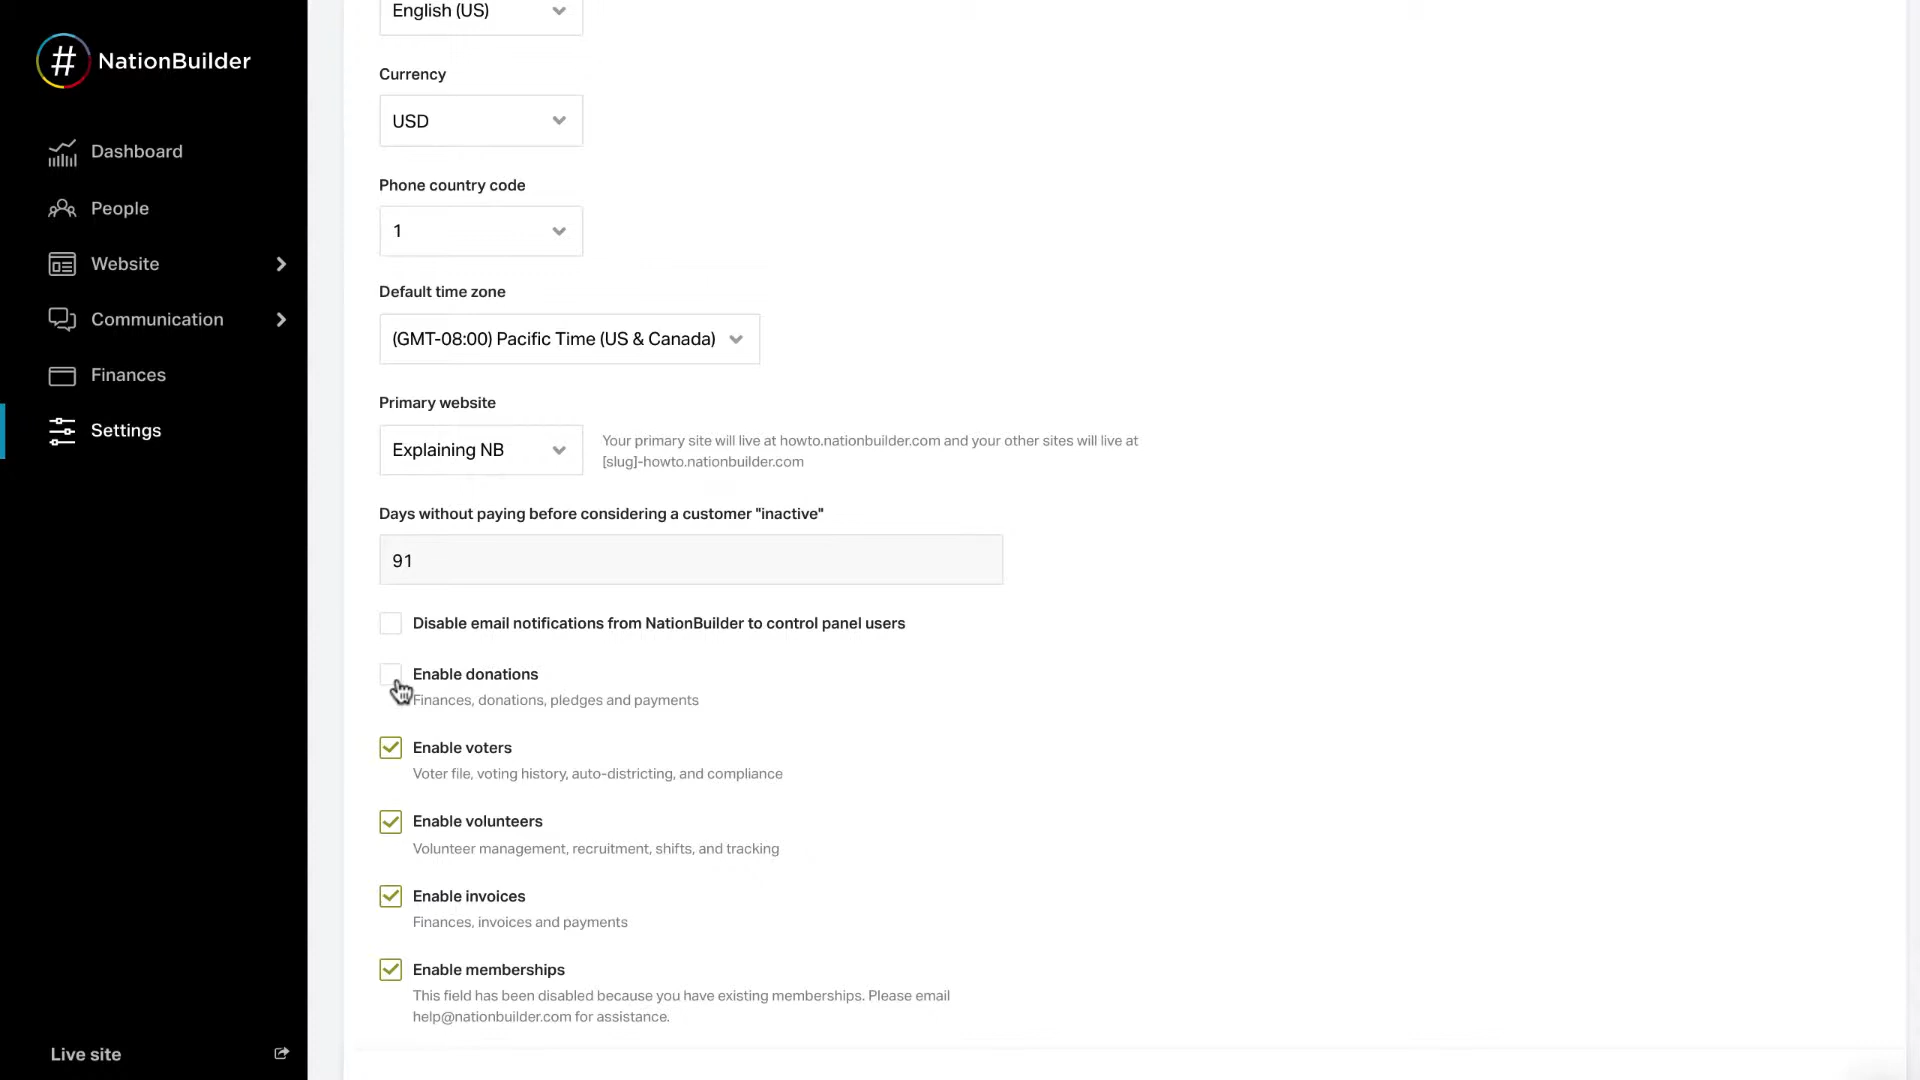 #
NationBuilder
Dashboard
People
Website
Communication
Finances
Settings
Live site
English (US)
Currency
USD
Phone country code
1
Default time zone
(GMT-08:00) Pacific Time (US & Canada)
Primary website
Explaining NB
Your primary site will live at howto.nationbuilder.com and your other sites will live at
[slug]-howto.nationbuilder.com
Days without paying before considering a customer "inactive"
91
Disable email notifications from NationBuilder to control panel users
Enable donations
Finances, donations, pledges and payments
Enable voters
Voter file, voting history, auto-districting, and compliance
Enable volunteers
Volunteer management, recruitment, shifts, and tracking
Enable invoices
Finances, invoices and payments
Enable memberships
This field has been disabled because you have existing memberships. Please email
help@nationbuilder.com for assistance.